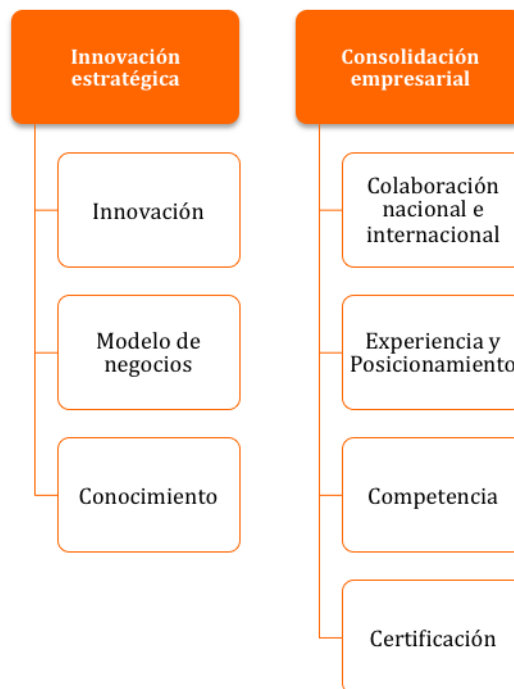 Innovación
estratégica
Innovación
Modelo de
negocios
Conocimiento
Consolidación
empresarial
Colaboración
nacional e
internacional
Experiencia y
Posicionamiento
Competencia
Certificación